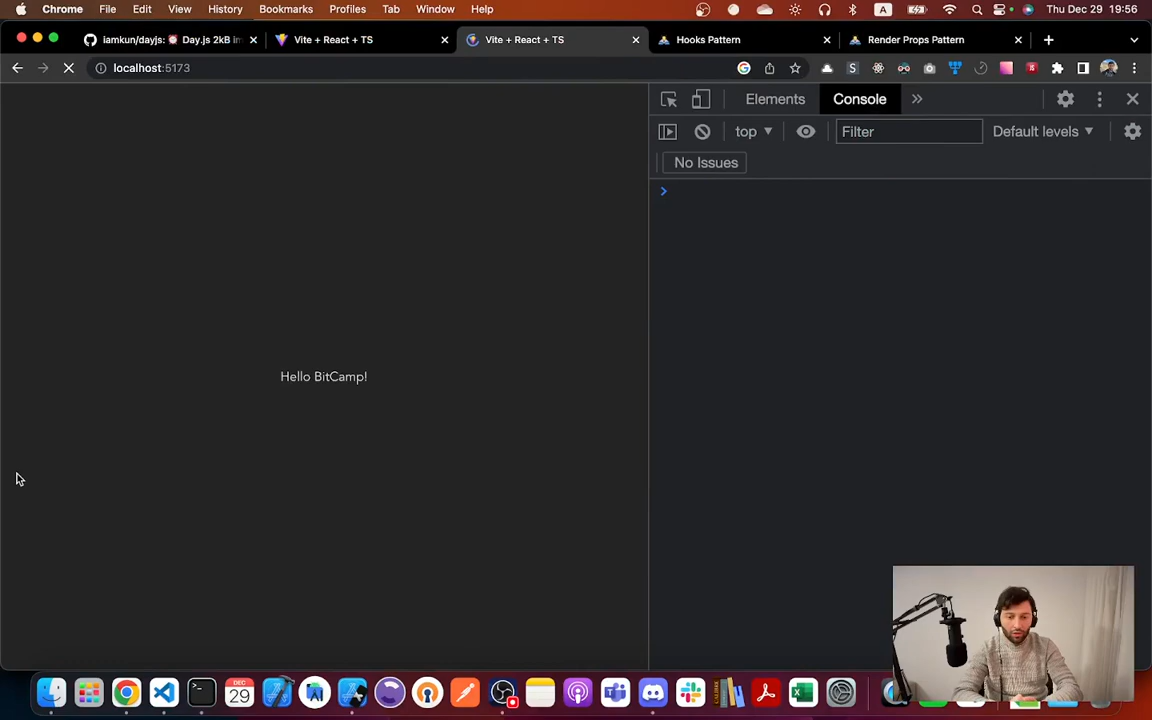 Chrome File Edit View History Bookmarks Profiles Tab Window Help A Thu Dec 29 19:56
iamkun/dayjs: ⏰ Day.js 2kB im Vite + React + TS Vite + React + TS Hooks Pattern Render Props Pattern
localhost:5173
Elements Console
top Filter Default levels
No Issues
Hello BitCamp!
DEC
29